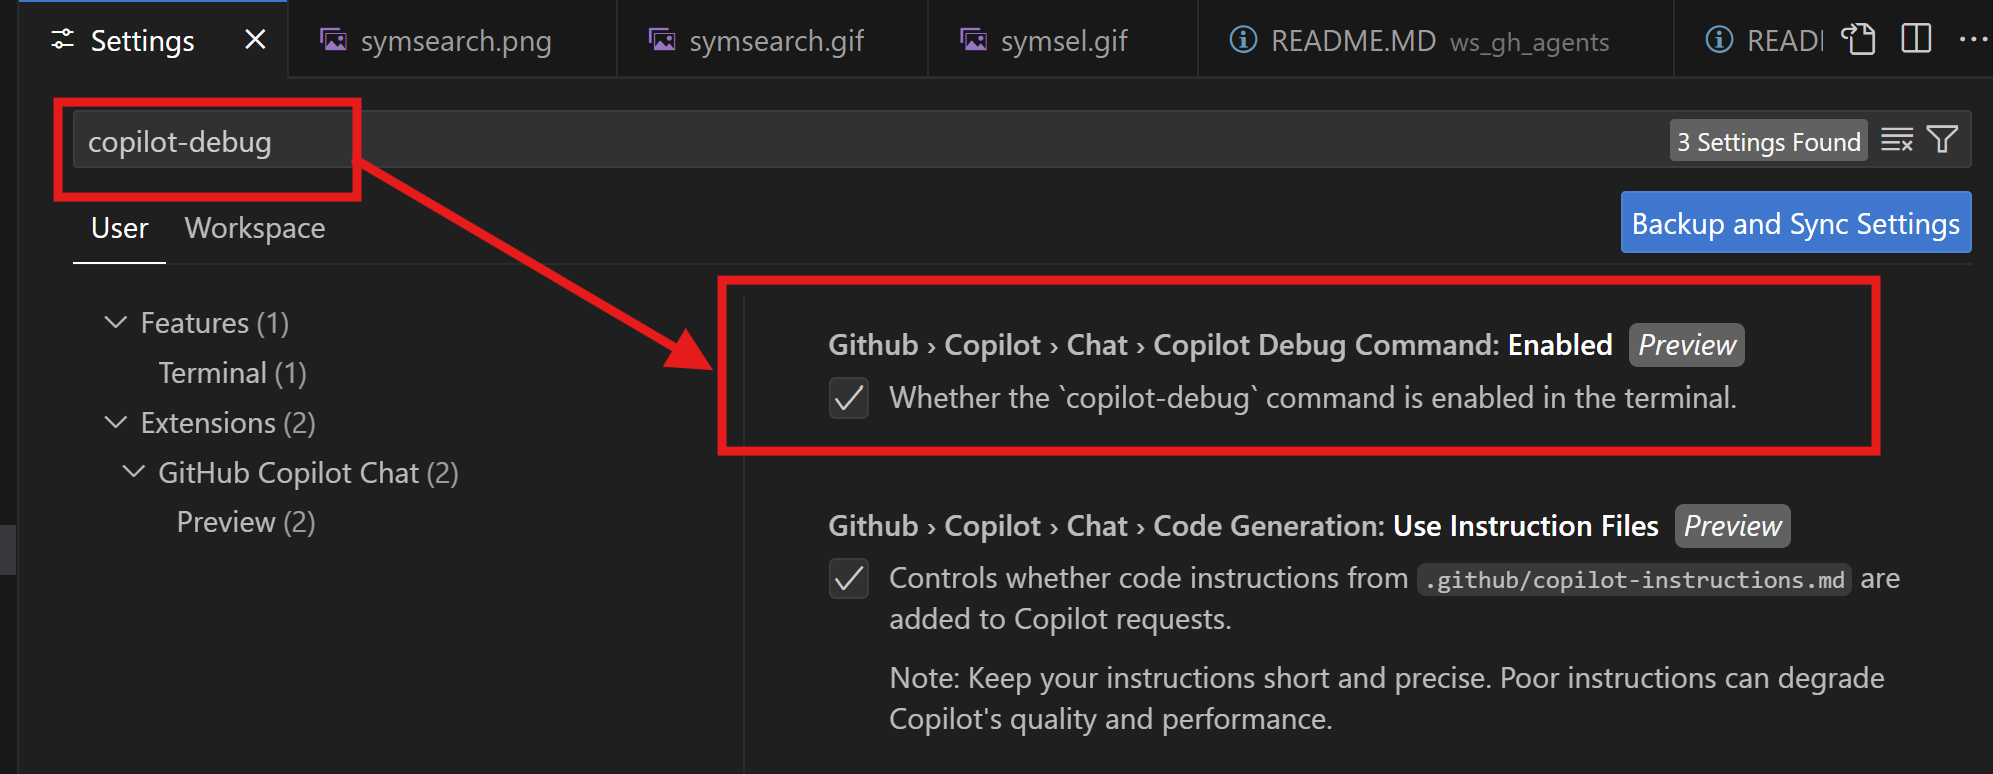 Settings
symsearch.png
symsearch.gif
symsel.gif
README.MD ws_gh_agents
copilot-debug
3 Settings Found
User
Workspace
Backup and Sync Settings
Features (1)
Terminal (1)
Extensions (2)
GitHub Copilot Chat (2)
Preview (2)
Github › Copilot › Chat › Copilot Debug Command: Enabled Preview
Whether the `copilot-debug` command is enabled in the terminal.
Github › Copilot › Chat › Code Generation: Use Instruction Files Preview
Controls whether code instructions from .github/copilot-instructions.md are
added to Copilot requests.
Note: Keep your instructions short and precise. Poor instructions can degrade
Copilot's quality and performance.